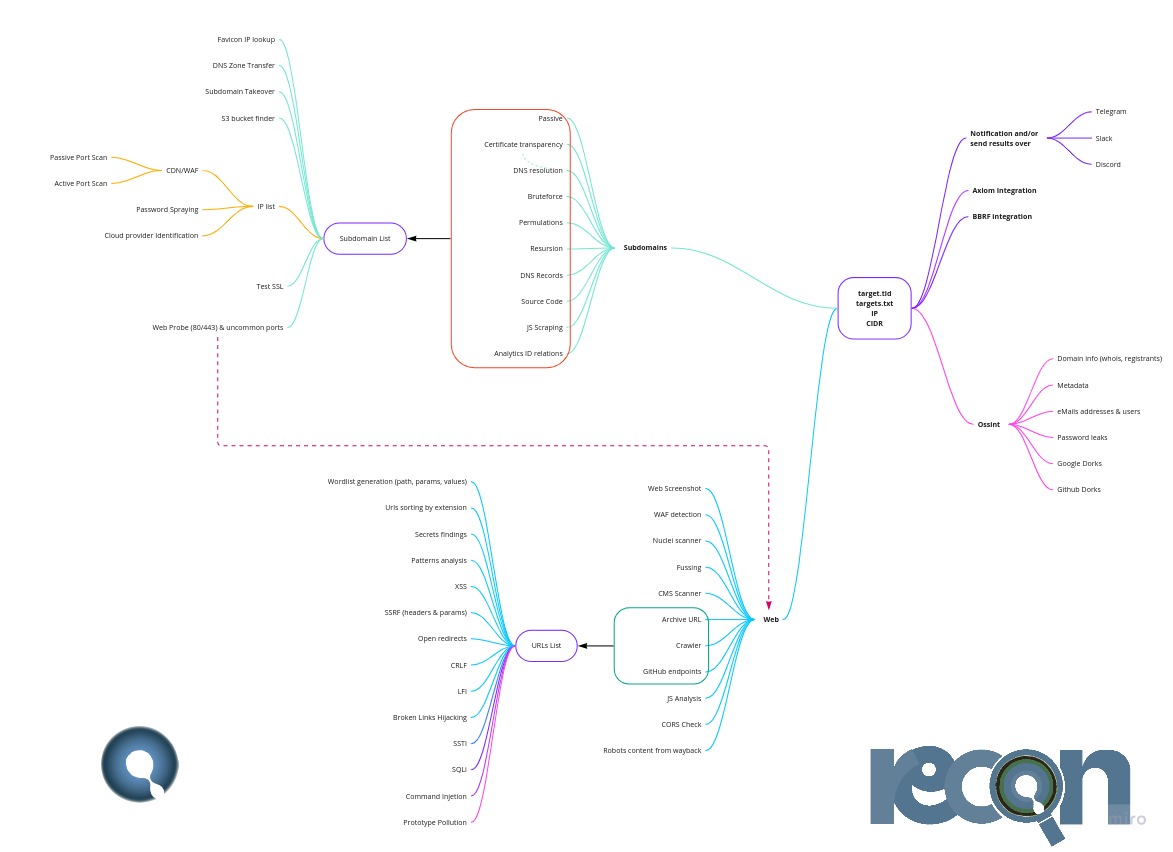 Favicon IP lookup
DNS Zone Transfer
Subdomain Takeover
S3 bucket finder
Passive Port Scan
Active Port Scan
CDN/WAF
Password Spraying
Cloud provider Identification
IP list
Test SSL
Web Probe (80/443) & uncommon ports
Subdomain List
Passive
Certificate transparency
DNS resolution
Bruteforce
Permulations
Resursion
DNS Records
Source Code
JS Scraping
Analytics ID relations
Subdomains
target.tld
targets.txt
IP
CIDR
Notification and/or
send results over
Telegram
Slack
Discord
Axiom integration
BBRF integration
Ossint
Domain info (whois, registrants)
Metadata
eMails addresses & users
Password leaks
Google Dorks
Github Dorks
Wordlist generation (path, params, values)
Urls sorting by extension
Secrets findings
Patterns analysis
XSS
SSRF (headers & params)
Open redirects
CRLF
LFI
Broken Links Hijacking
SSTI
SQLI
Command Injetion
Prototype Pollution
URLs List
Web Screenshot
WAF detection
Nuclei scanner
Fussing
CMS Scanner
Archive URL
Crawler
GitHub endpoints
JS Analysis
CORS Check
Robots content from wayback
Web
recon
miro